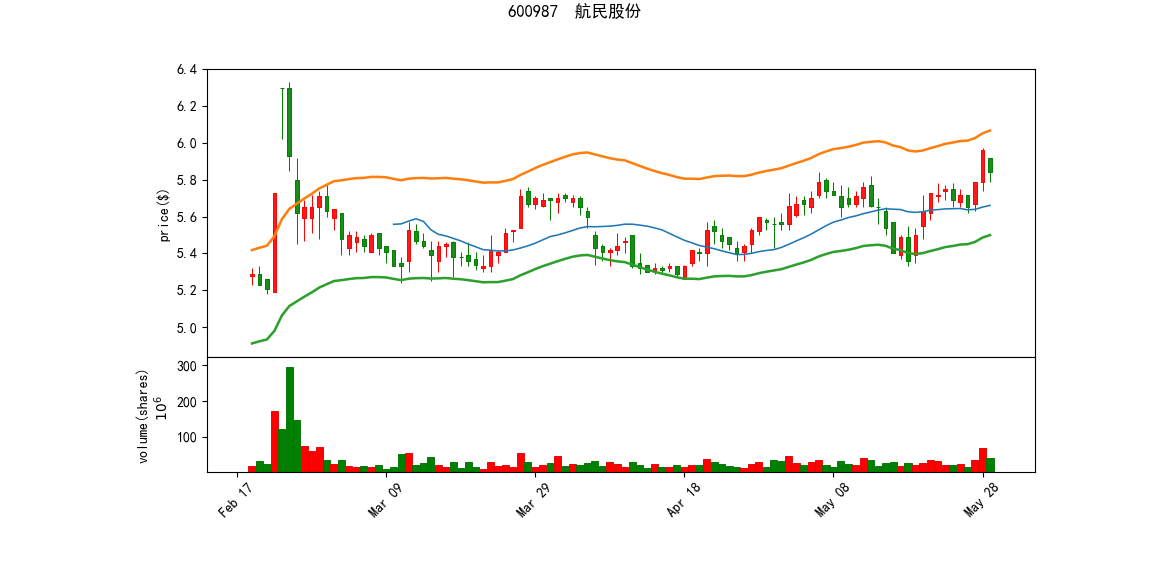 600987 航民股份
6.4
6.2
6.0
5.8
5.6
5.4
5.2
5.0
price($)
300
200
100
volume(shares)
10^6
Feb 17
Mar 09
Mar 29
Apr 18
May 08
May 28